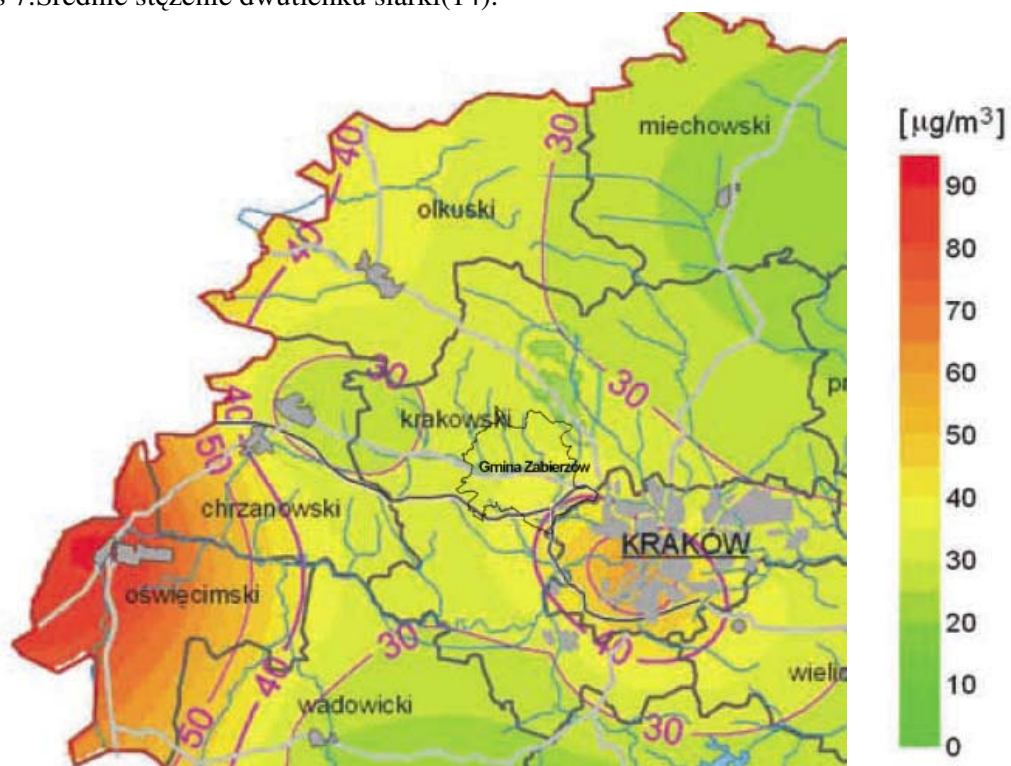 7.Średnie stężenie dwutlenku siarki(14).
[µg/m³]
miechowski
40
30
olkuski
40
30
30
krakowski
40
50
Gmina Zabierzów
chrzanowski
KRAKÓW
oświęcimski
30
40
40
wielic
wadowicki
50
30
90
80
70
60
50
40
30
20
10
0